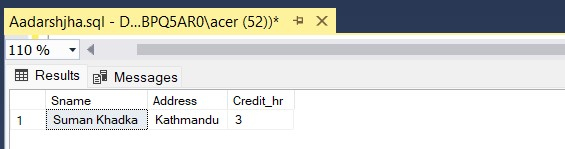 Aadarshjha.sql - D...BPQ5AR0\acer (52))*
110 %
Results Messages
Sname Address Credit_hr
1 Suman Khadka Kathmandu 3